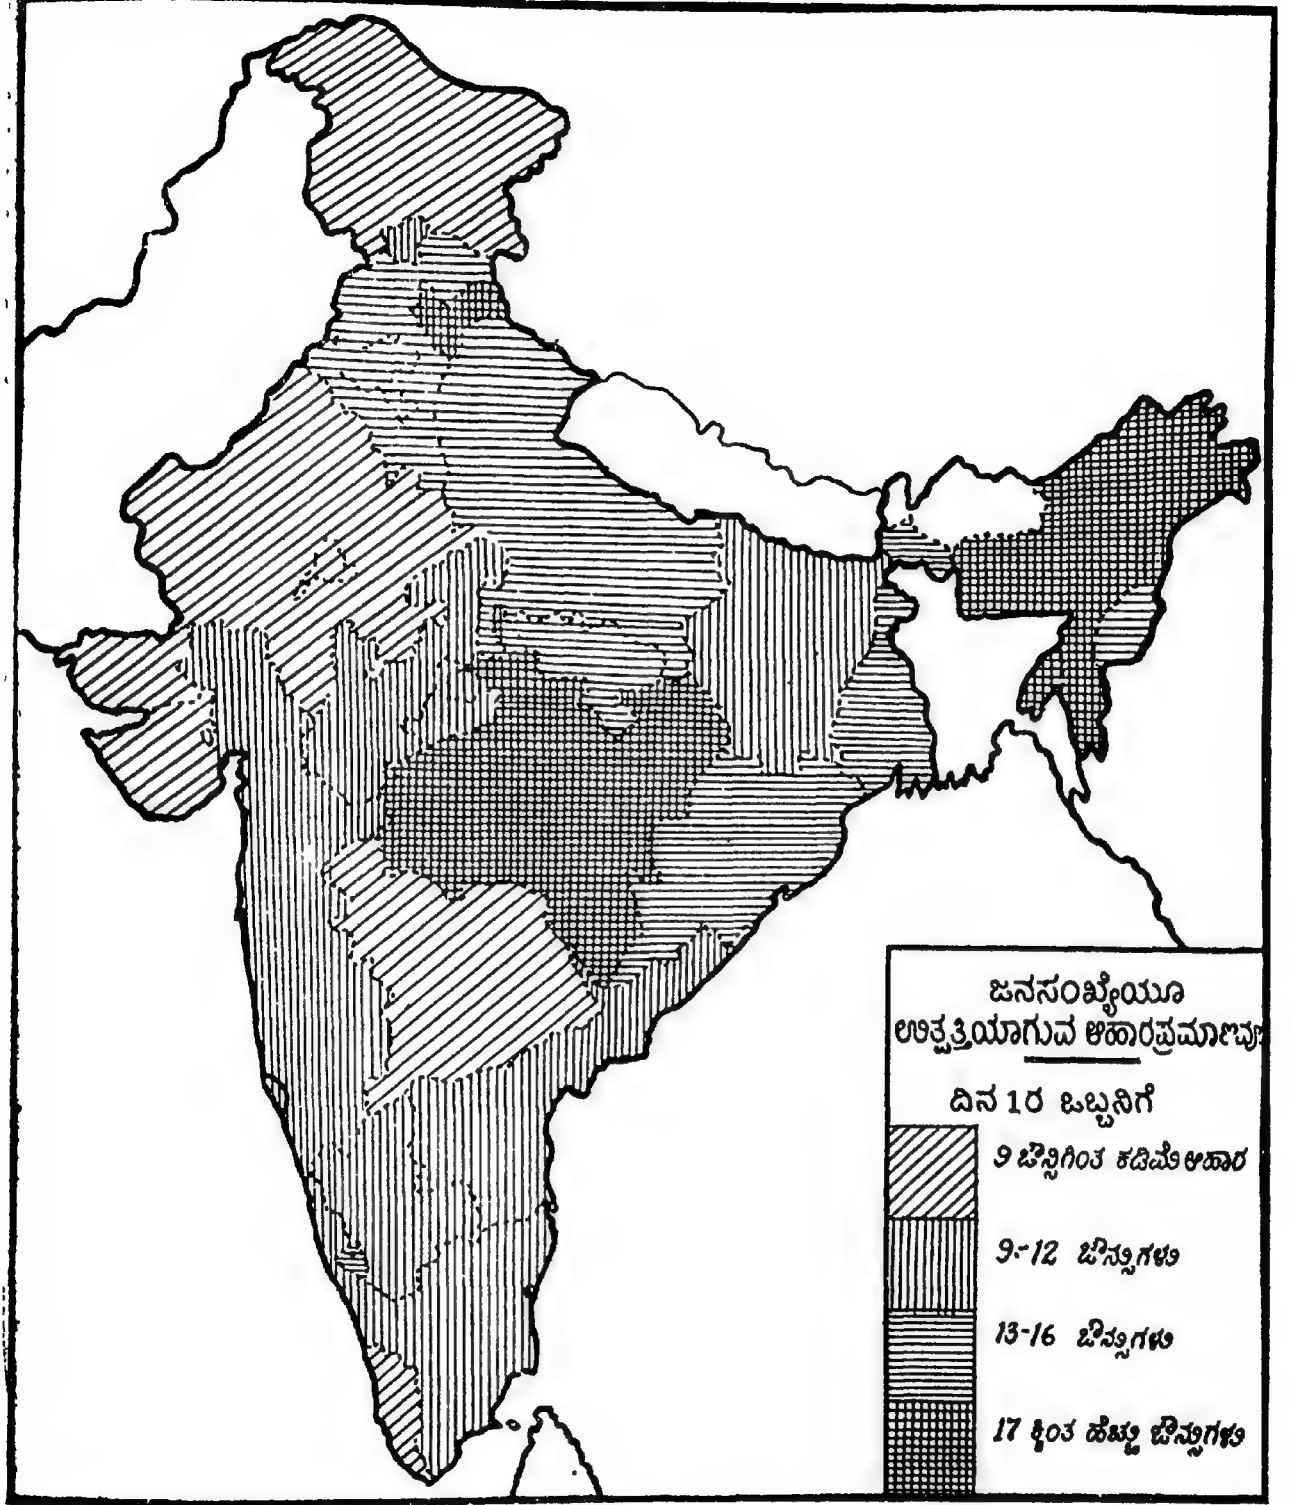 ಜನಸಂಖ್ಯೆಯೂ
ಉತ್ಪತ್ತಿಯಾಗುವ ಆಹಾರಪ್ರಮಾಣವೂ
ದಿನ 1ರ ಒಬ್ಬನಿಗೆ
9 ಔನ್ಸಿಗಿಂತ ಕಡಿಮೆ ಆಹಾರ
9-12 ಔನ್ಸುಗಳು
13-16 ಔನ್ಸುಗಳು
17 ಕ್ಕಿಂತ ಹೆಚ್ಚು ಔನ್ಸುಗಳು